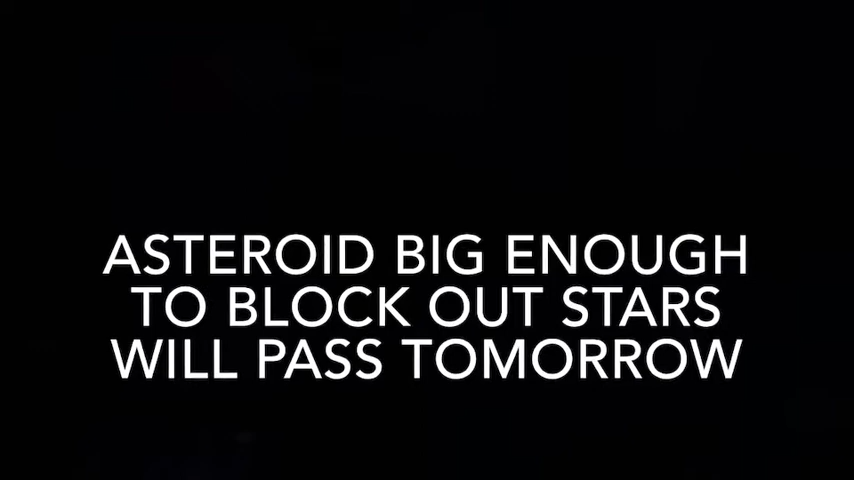 ASTEROID BIG ENOUGH
TO BLOCK OUT STARS
WILL PASS TOMORROW